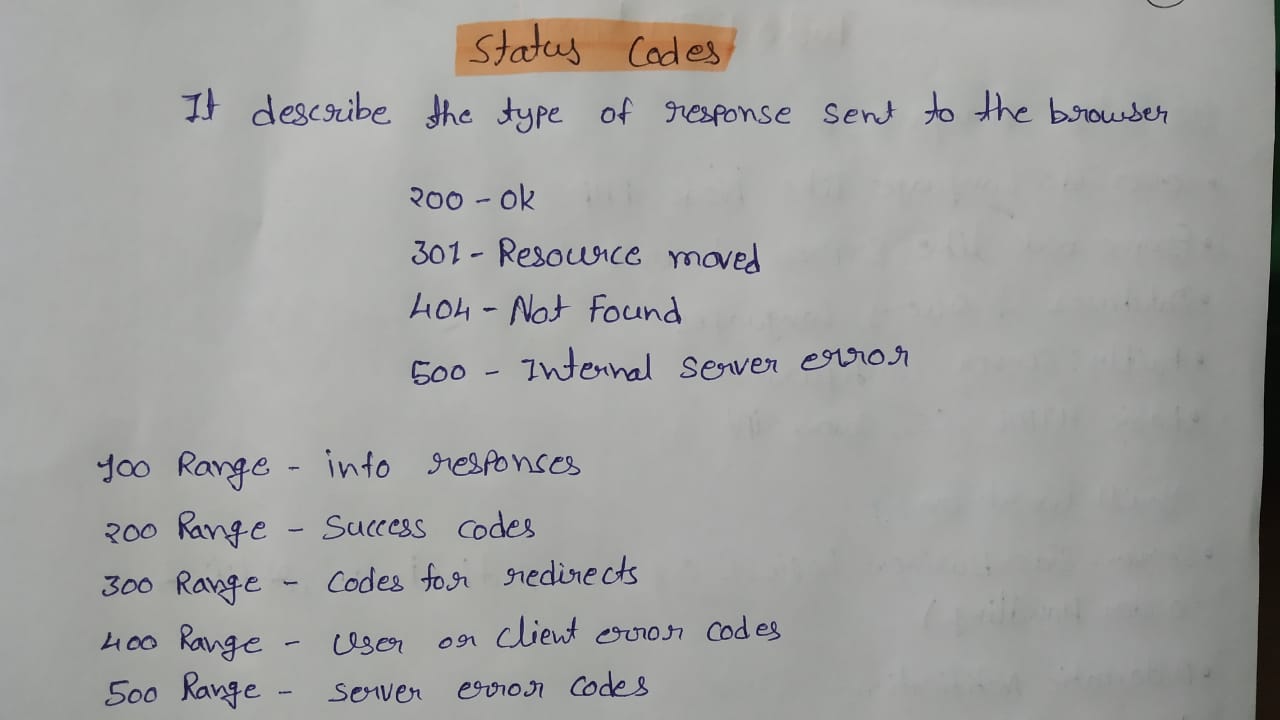 Status Codes
It describe the type of response sent to the browser
200 - Ok
301 - Resource moved
404 - Not Found
500 - Internal Server error
100 Range - info responses
200 Range - Success codes
300 Range - Codes for redirects
400 Range - User or Client error codes
500 Range - Server error codes